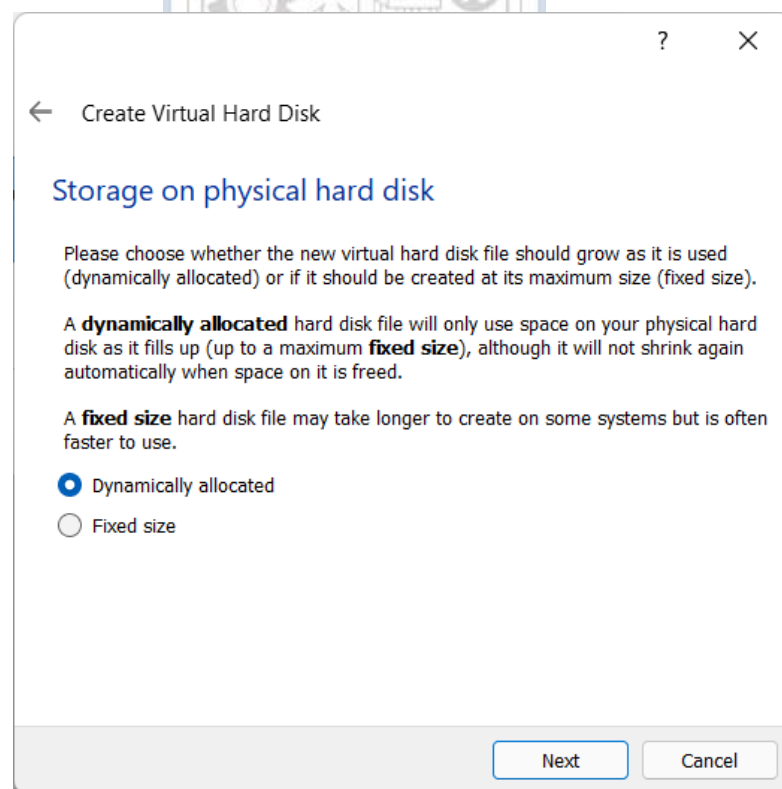 ?
Create Virtual Hard Disk
Storage on physical hard disk
Please choose whether the new virtual hard disk file should grow as it is used
(dynamically allocated) or if it should be created at its maximum size (fixed size).
A dynamically allocated hard disk file will only use space on your physical hard
disk as it fills up (up to a maximum fixed size), although it will not shrink again
automatically when space on it is freed.
A fixed size hard disk file may take longer to create on some systems but is often
faster to use.
Dynamically allocated
Fixed size
Next
Cancel